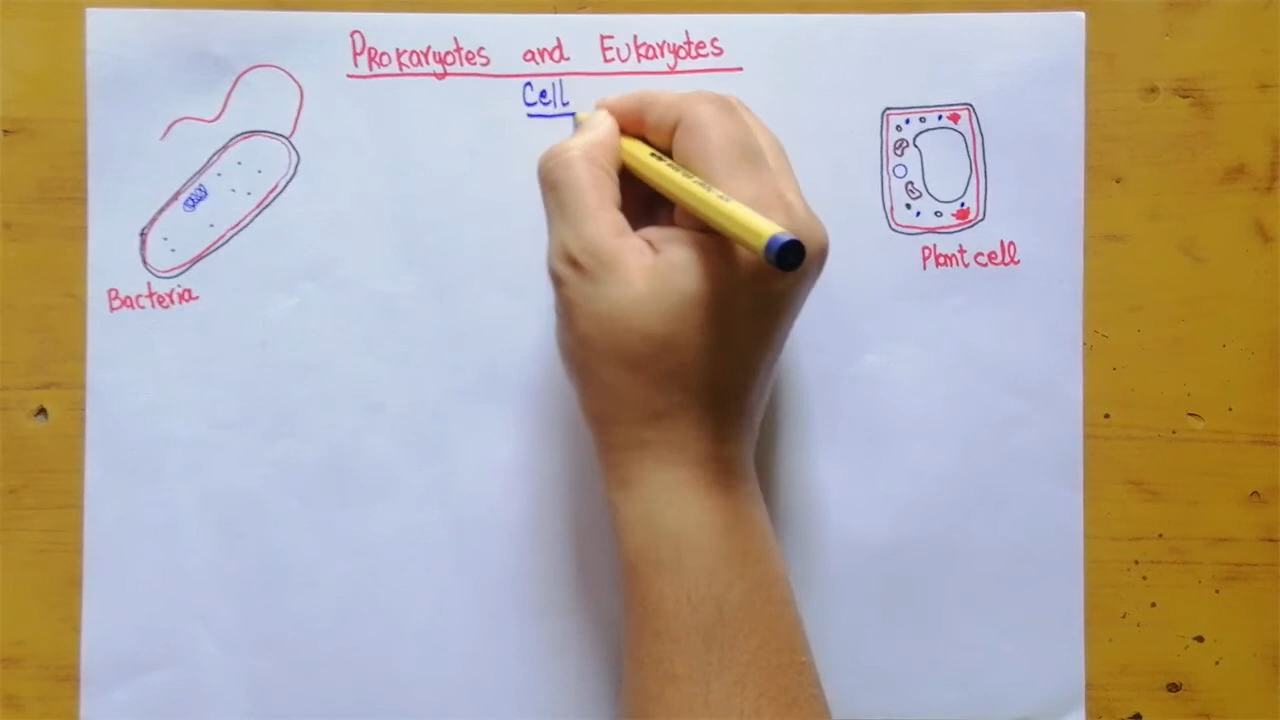 Prokaryotes and Eukaryotes
Cell
Plant cell
Bacteria